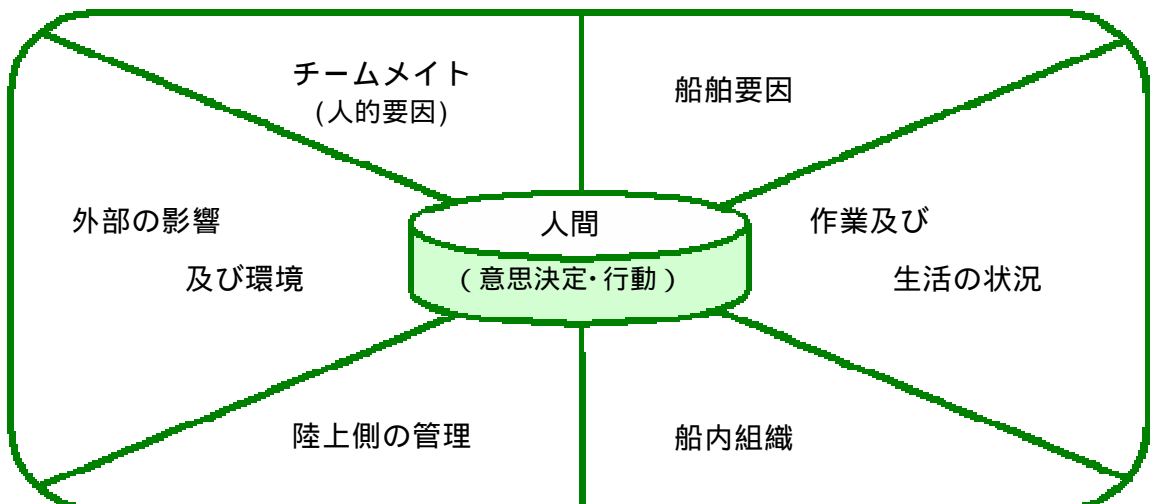 チームメイト
(人的要因)
船舶要因
外部の影響
及び環境
人間
(意思決定・行動)
作業及び
生活の状況
陸上側の管理
船内組織